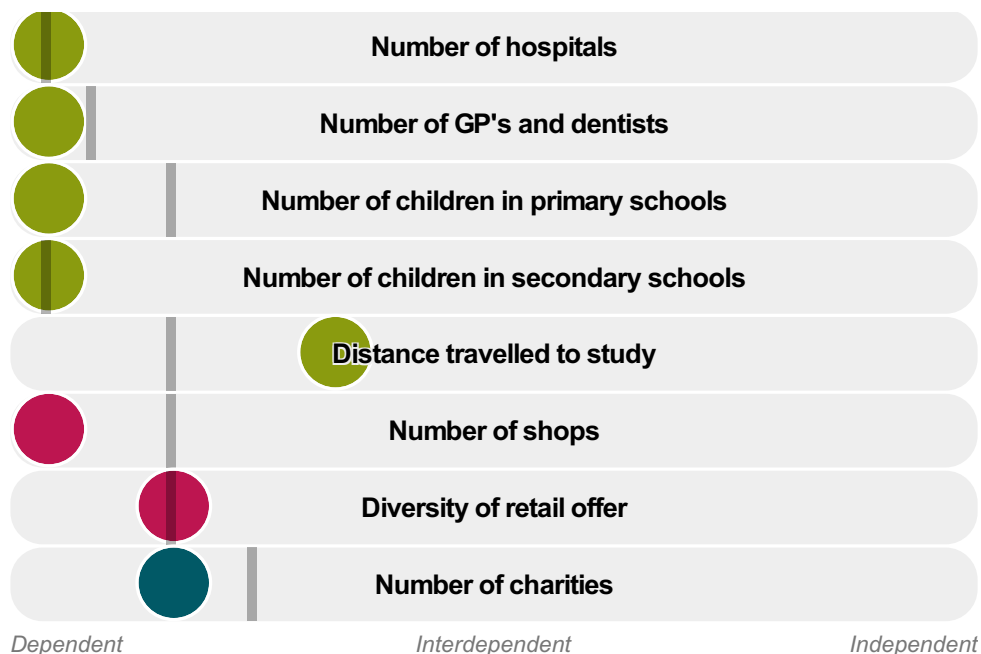 Number of hospitals
Number of GP's and dentists
Number of children in primary schools
Number of children in secondary schools
Distance travelled to study
Number of shops
Diversity of retail offer
Number of charities
Dependent Interdependent Independent